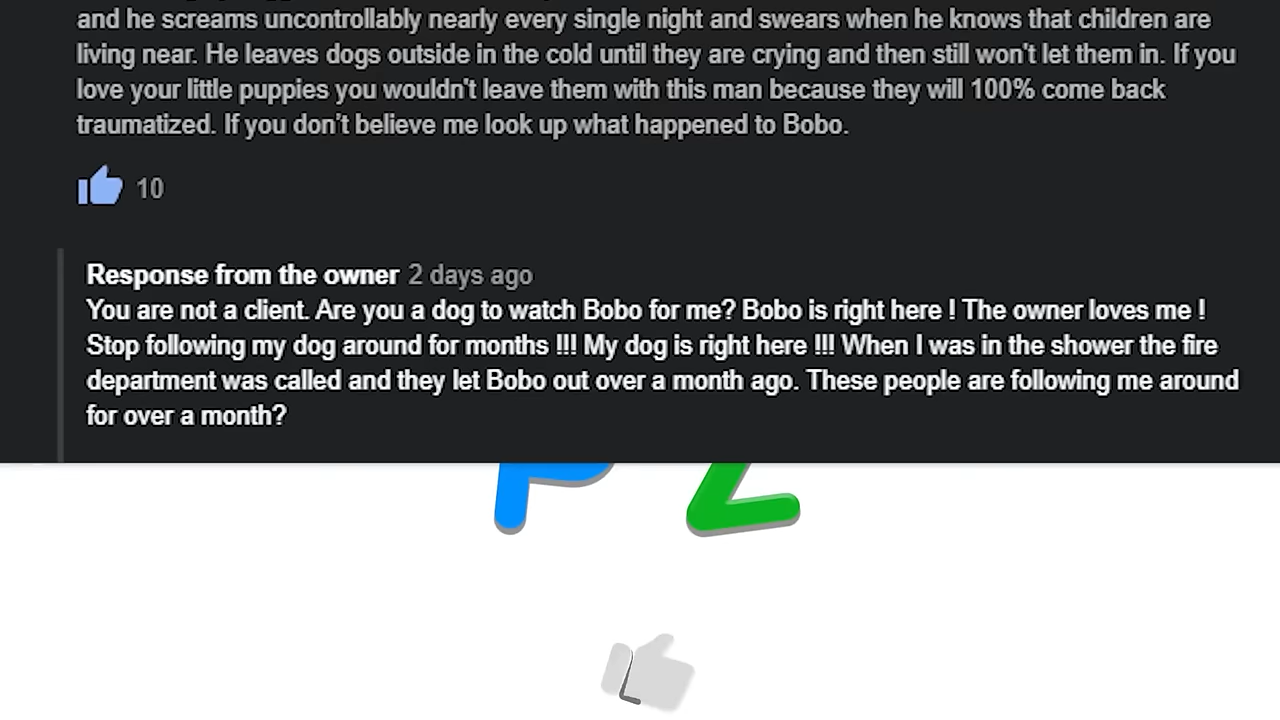 and he screams uncontrollably nearly every single night and swears when he knows that children are
living near. He leaves dogs outside in the cold until they are crying and then still won't let them in. If you
love your little puppies you wouldn't leave them with this man because they will 100% come back
traumatized. If you don't believe me look up what happened to Bobo.
10
Response from the owner 2 days ago
You are not a client. Are you a dog to watch Bobo for me? Bobo is right here ! The owner loves me !
Stop following my dog around for months !!! My dog is right here !!! When I was in the shower the fire
department was called and they let Bobo out over a month ago. These people are following me around
for over a month?